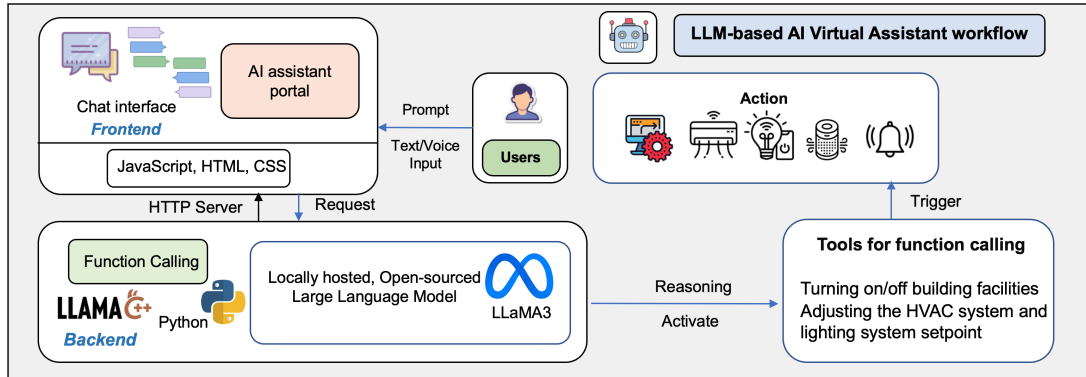 LLM-based AI Virtual Assistant workflow
AI assistant
portal
Chat interface
Frontend
JavaScript, HTML, CSS
Prompt
Text/Voice
Input
Users
Action
HTTP Server
Request
Trigger
Function Calling
LLAMA C++
Python
Backend
Locally hosted, Open-sourced
Large Language Model
LLaMA3
Reasoning
Activate
Tools for function calling
Turning on/off building facilities
Adjusting the HVAC system and
lighting system setpoint